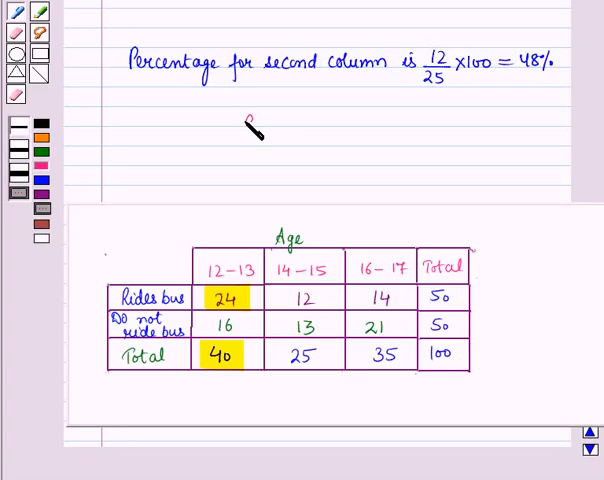 Percentage for second column is 12/25 × 100 = 48%
Age
12-13 14-15 16-17 Total
Rides bus 24 12 14 50
Do not ride bus 16 13 21 50
Total 40 25 35 100